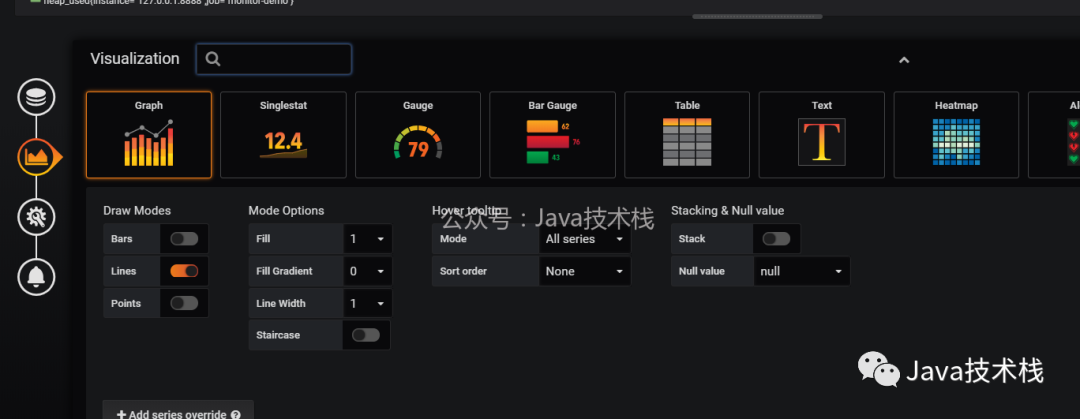 heap_used{instance="127.0.0.1:8888",job="monitor-demo"}
Visualization
Graph
Singlestat
12.4
Gauge
79
Bar Gauge
62
76
43
Table
Text
T
Heatmap
Draw Modes
Bars
Lines
Points
Mode Options
Fill 1
Fill Gradient 0
Line Width 1
Staircase
Hover tooltip
公众号:Java技术栈
Mode All series
Sort order None
Stacking & Null value
Stack
Null value null
Java技术栈
+ Add series override